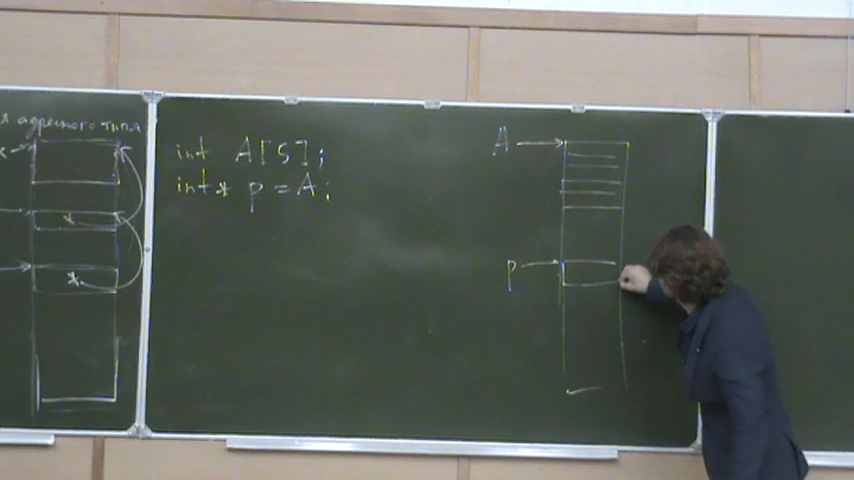 я адресного типа
int A[5];
int* p = A;
A
p
*
*